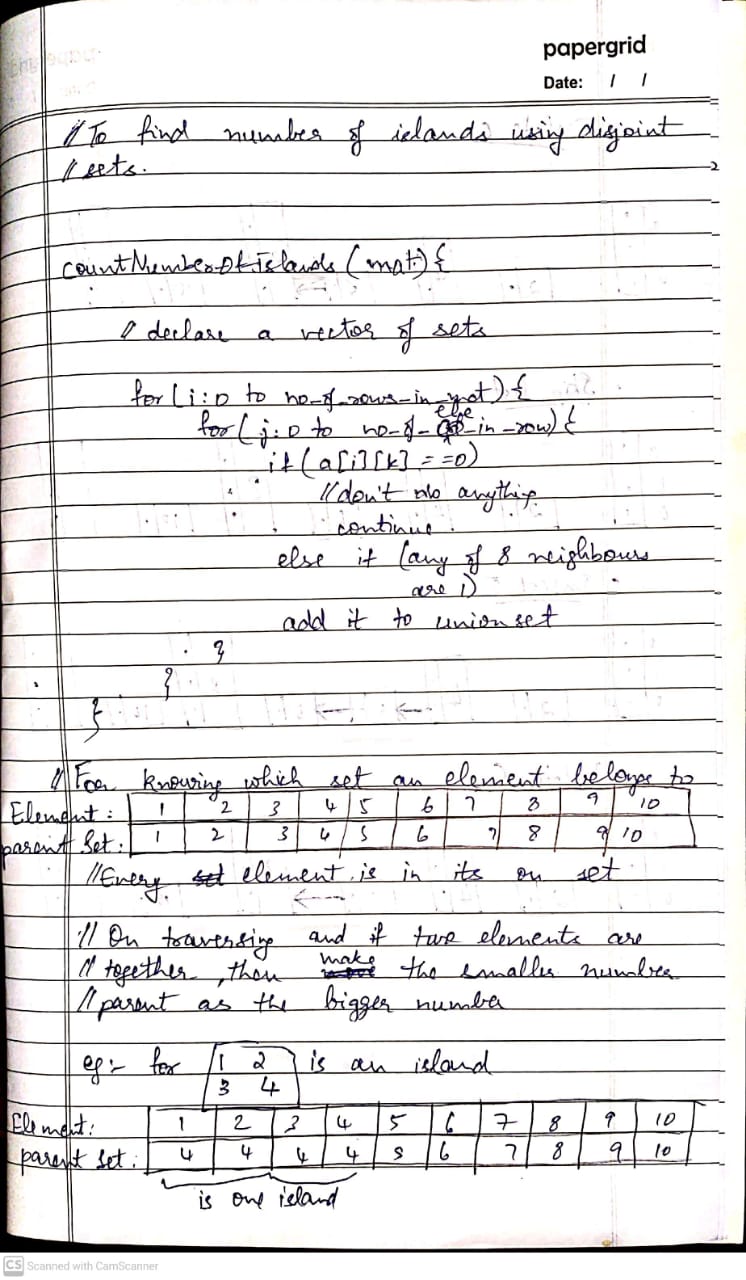 papergrid
Date: / /
// To find number of islands using disjoint
// sets.
countNumberOfIslands (mat) {
// declare a vector of sets
for (i:0 to no-of-rows-in-mat) {
for (j:0 to no-of-ele-in-row) {
if (a[i][k] == 0)
// don't do anything
continue.
else if (any of 8 neighbours
are 1)
add it to union set
}
}
}
// For knowing which set an element belongs to
Element: 1 2 3 4 5 6 7 8 9 10
parent Set: 1 2 3 4 5 6 7 8 9 10
// Every element is in its on set
// On traversing and if two elements are
// together, then make the smaller number
// parent as the bigger number
eg:- for 1 2 is an island
3 4
Element: 1 2 3 4 5 6 7 8 9 10
parent set: 4 4 4 4 5 6 7 8 9 10
is one island
CS Scanned with CamScanner